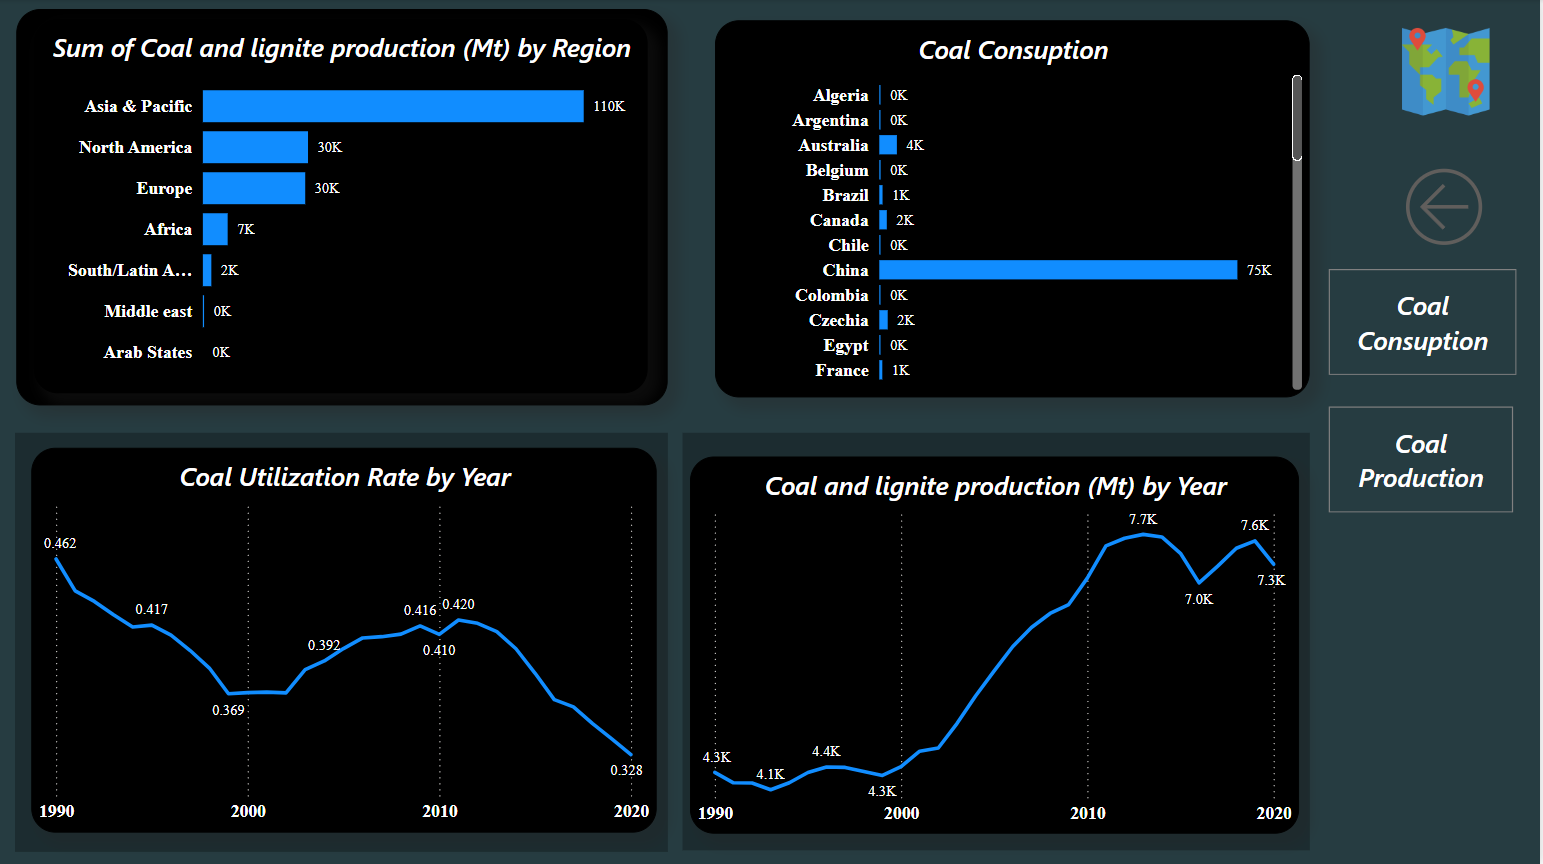 Sum of Coal and lignite production (Mt) by Region
Asia & Pacific 110K
North America 30K
Europe 30K
Africa 7K
South/Latin A... 2K
Middle east 0K
Arab States 0K
Coal Consuption
Algeria 0K
Argentina 0K
Australia 4K
Belgium 0K
Brazil 1K
Canada 2K
Chile 0K
China 75K
Colombia 0K
Czechia 2K
Egypt 0K
France 1K
Coal
Consuption
Coal
Production
Coal Utilization Rate by Year
0.462
0.417
0.369
0.392
0.416
0.410
0.420
0.328
1990 2000 2010 2020
Coal and lignite production (Mt) by Year
4.3K
4.1K
4.4K
4.3K
7.7K
7.0K
7.6K
7.3K
1990 2000 2010 2020